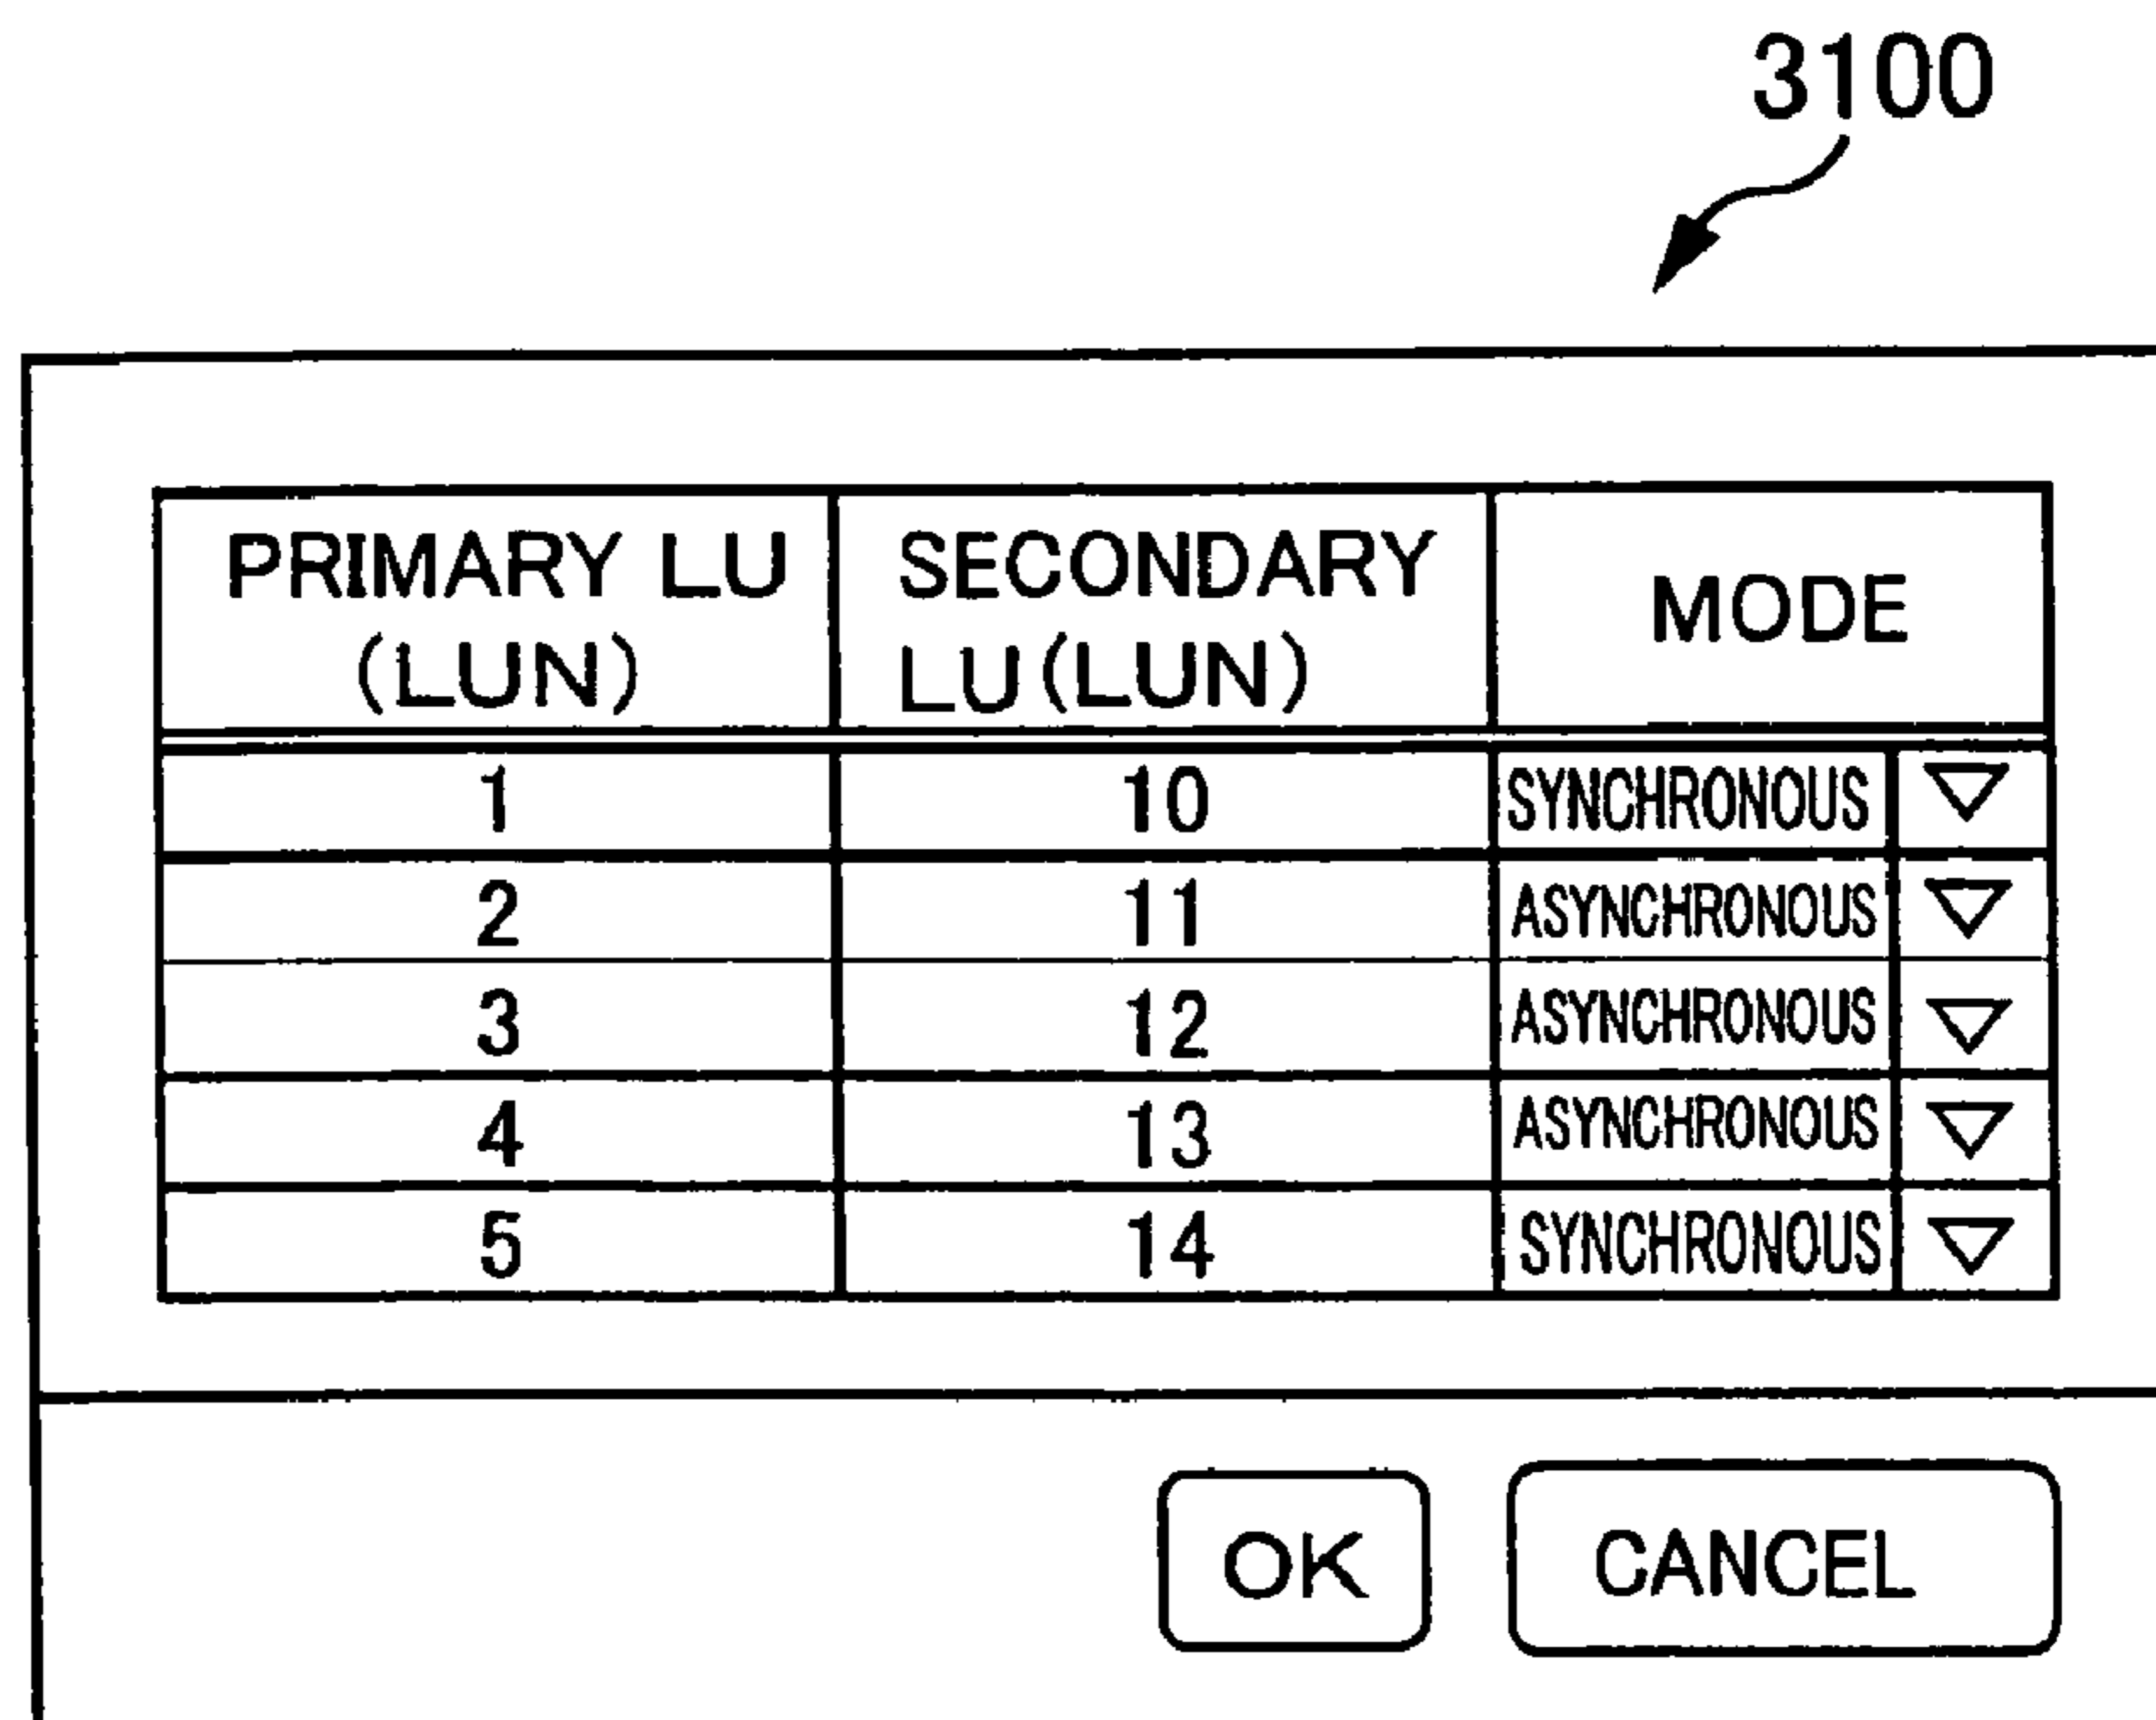 3100
PRIMARY LU SECONDARY MODE
(LUN) LU(LUN)
1 10 SYNCHRONOUS
2 11 ASYNCHRONOUS
3 12 ASYNCHRONOUS
4 13 ASYNCHRONOUS
5 14 SYNCHRONOUS
OK CANCEL